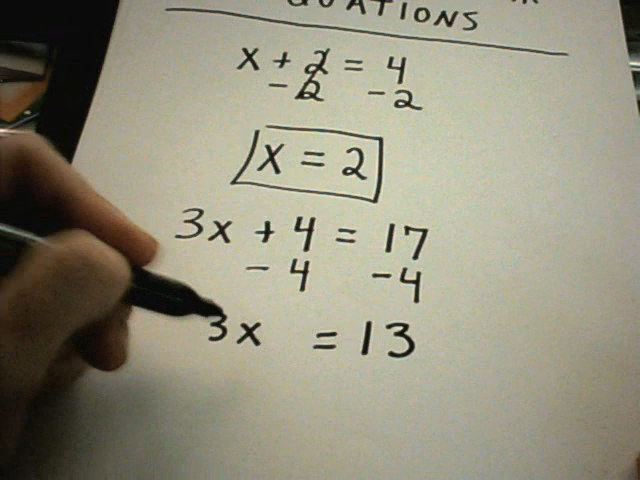 x + 2 = 4
- 2 - 2
x = 2
3x + 4 = 17
- 4 - 4
3x = 13